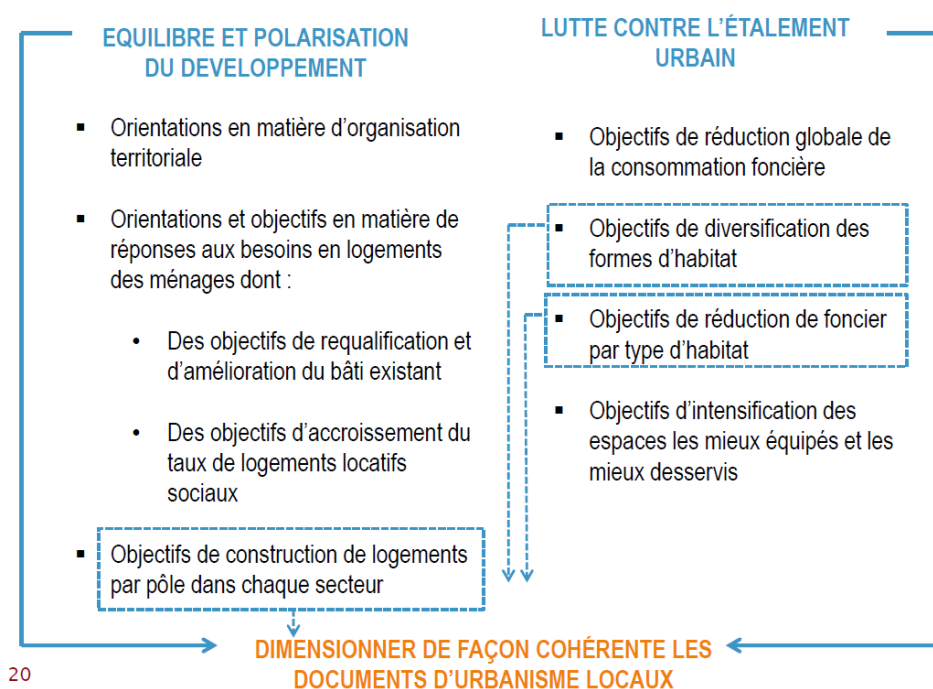 EQUILIBRE ET POLARISATION
DU DEVELOPPEMENT
▪ Orientations en matière d'organisation
territoriale
▪ Orientations et objectifs en matière de
réponses aux besoins en logements
des ménages dont :
• Des objectifs de requalification et
d'amélioration du bâti existant
• Des objectifs d'accroissement du
taux de logements locatifs
sociaux
▪ Objectifs de construction de logements
par pôle dans chaque secteur
LUTTE CONTRE L'ÉTALEMENT
URBAIN
▪ Objectifs de réduction globale de
la consommation foncière
▪ Objectifs de diversification des
formes d'habitat
▪ Objectifs de réduction de foncier
par type d'habitat
▪ Objectifs d'intensification des
espaces les mieux équipés et les
mieux desservis
DIMENSIONNER DE FAÇON COHÉRENTE LES
DOCUMENTS D'URBANISME LOCAUX
20